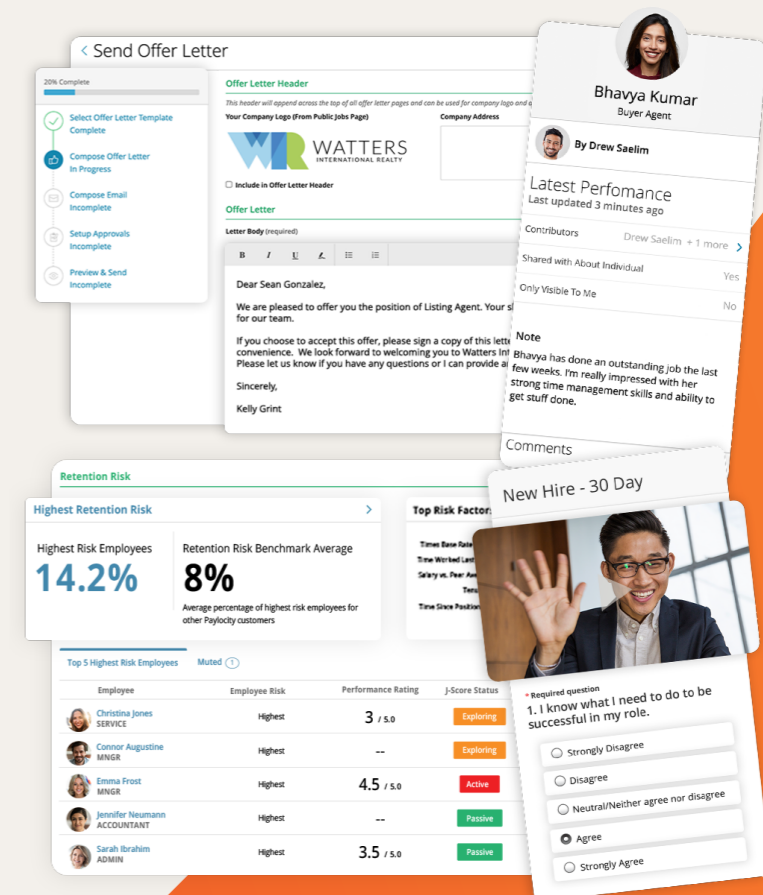 Send Offer Letter
20% Complete
Select Offer Letter Template
Complete
Compose Offer Letter
In Progress
Compose Email
Incomplete
Setup Approvals
Incomplete
Preview & Send
Incomplete
Offer Letter Header
This header will append across the top of all offer letter pages and can be used for company logo and
Your Company Logo (From Public Jobs Page)
Company Address
WR WATTERS
INTERNATIONAL REALTY
Include in Offer Letter Header
Offer Letter
Letter Body (required)
B I U
Dear Sean Gonzalez,
We are pleased to offer you the position of Listing Agent. Your
for our team.
If you choose to accept this offer, please sign a copy of this
convenience. We look forward to welcoming you to Watters
Please let us know if you have any questions or I can provide
Sincerely,
Kelly Grint
Bhavya Kumar
Buyer Agent
By Drew Saelim
Latest Perfomance
Last updated 3 minutes ago
Contributors Drew Saelim + 1 more
Shared with About Individual Yes
Only Visible To Me No
Note
Bhavya has done an outstanding job the last
few weeks. I'm really impressed with her
strong time management skills and ability to
get stuff done.
Comments
Retention Risk
Highest Retention Risk
Highest Risk Employees
14.2%
Retention Risk Benchmark Average
8%
Average percentage of highest risk employees for
other Paylocity customers
Top Risk Factor
Times Base Rate
Time Worked Last
Salary vs. Peer
Time Since Position
Top 5 Highest Risk Employees
Muted 1
Employee Employee Risk Performance Rating J-Score Status
Christina Jones
SERVICE
Highest 3 / 5.0 Exploring
Connor Augustine
MNGR
Highest -- Exploring
Emma Frost
MNGR
Highest 4.5 / 5.0 Active
Jennifer Neumann
ACCOUNTANT
Highest -- Passive
Sarah Ibrahim
ADMIN
Highest 3.5 / 5.0 Passive
New Hire - 30 Day
* Required question
1. I know what I need to do to be
successful in my role.
Strongly Disagree
Disagree
Neutral/Neither agree nor disagree
Agree
Strongly Agree